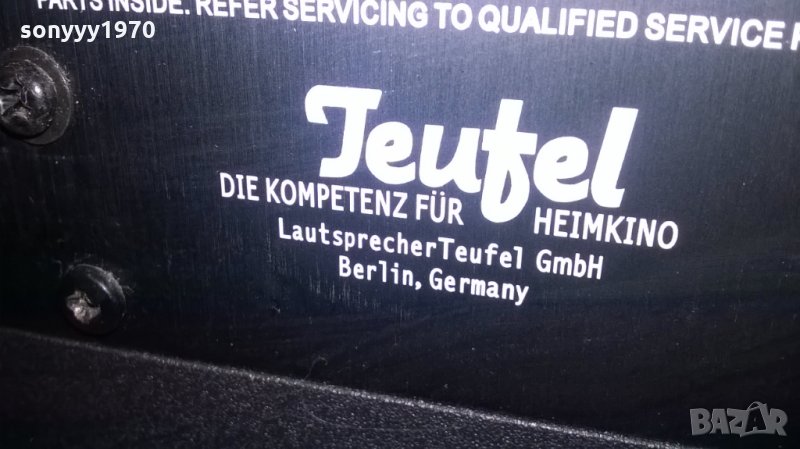 PARTS INSIDE. REFER SERVICING TO QUALIFIED SERVICE
sonyyy1970
Teufel
DIE KOMPETENZ FÜR HEIMKINO
LautsprecherTeufel GmbH
Berlin, Germany
BAZAR